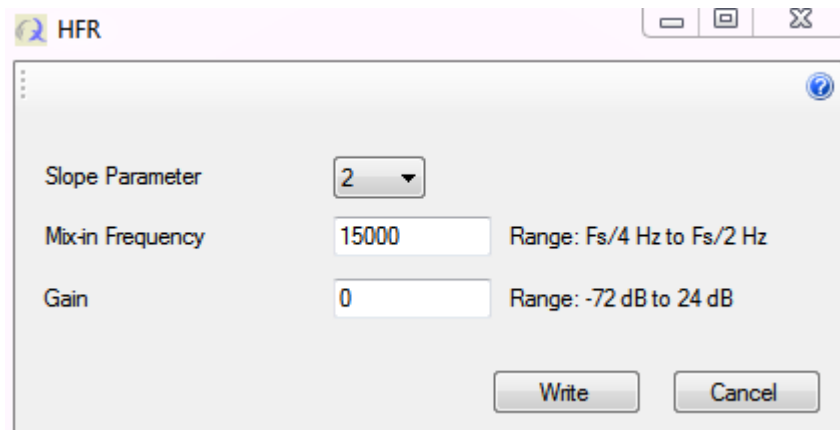 HFR
Slope Parameter 2
Mix-in Frequency 15000 Range: Fs/4 Hz to Fs/2 Hz
Gain 0 Range: -72 dB to 24 dB
Write Cancel